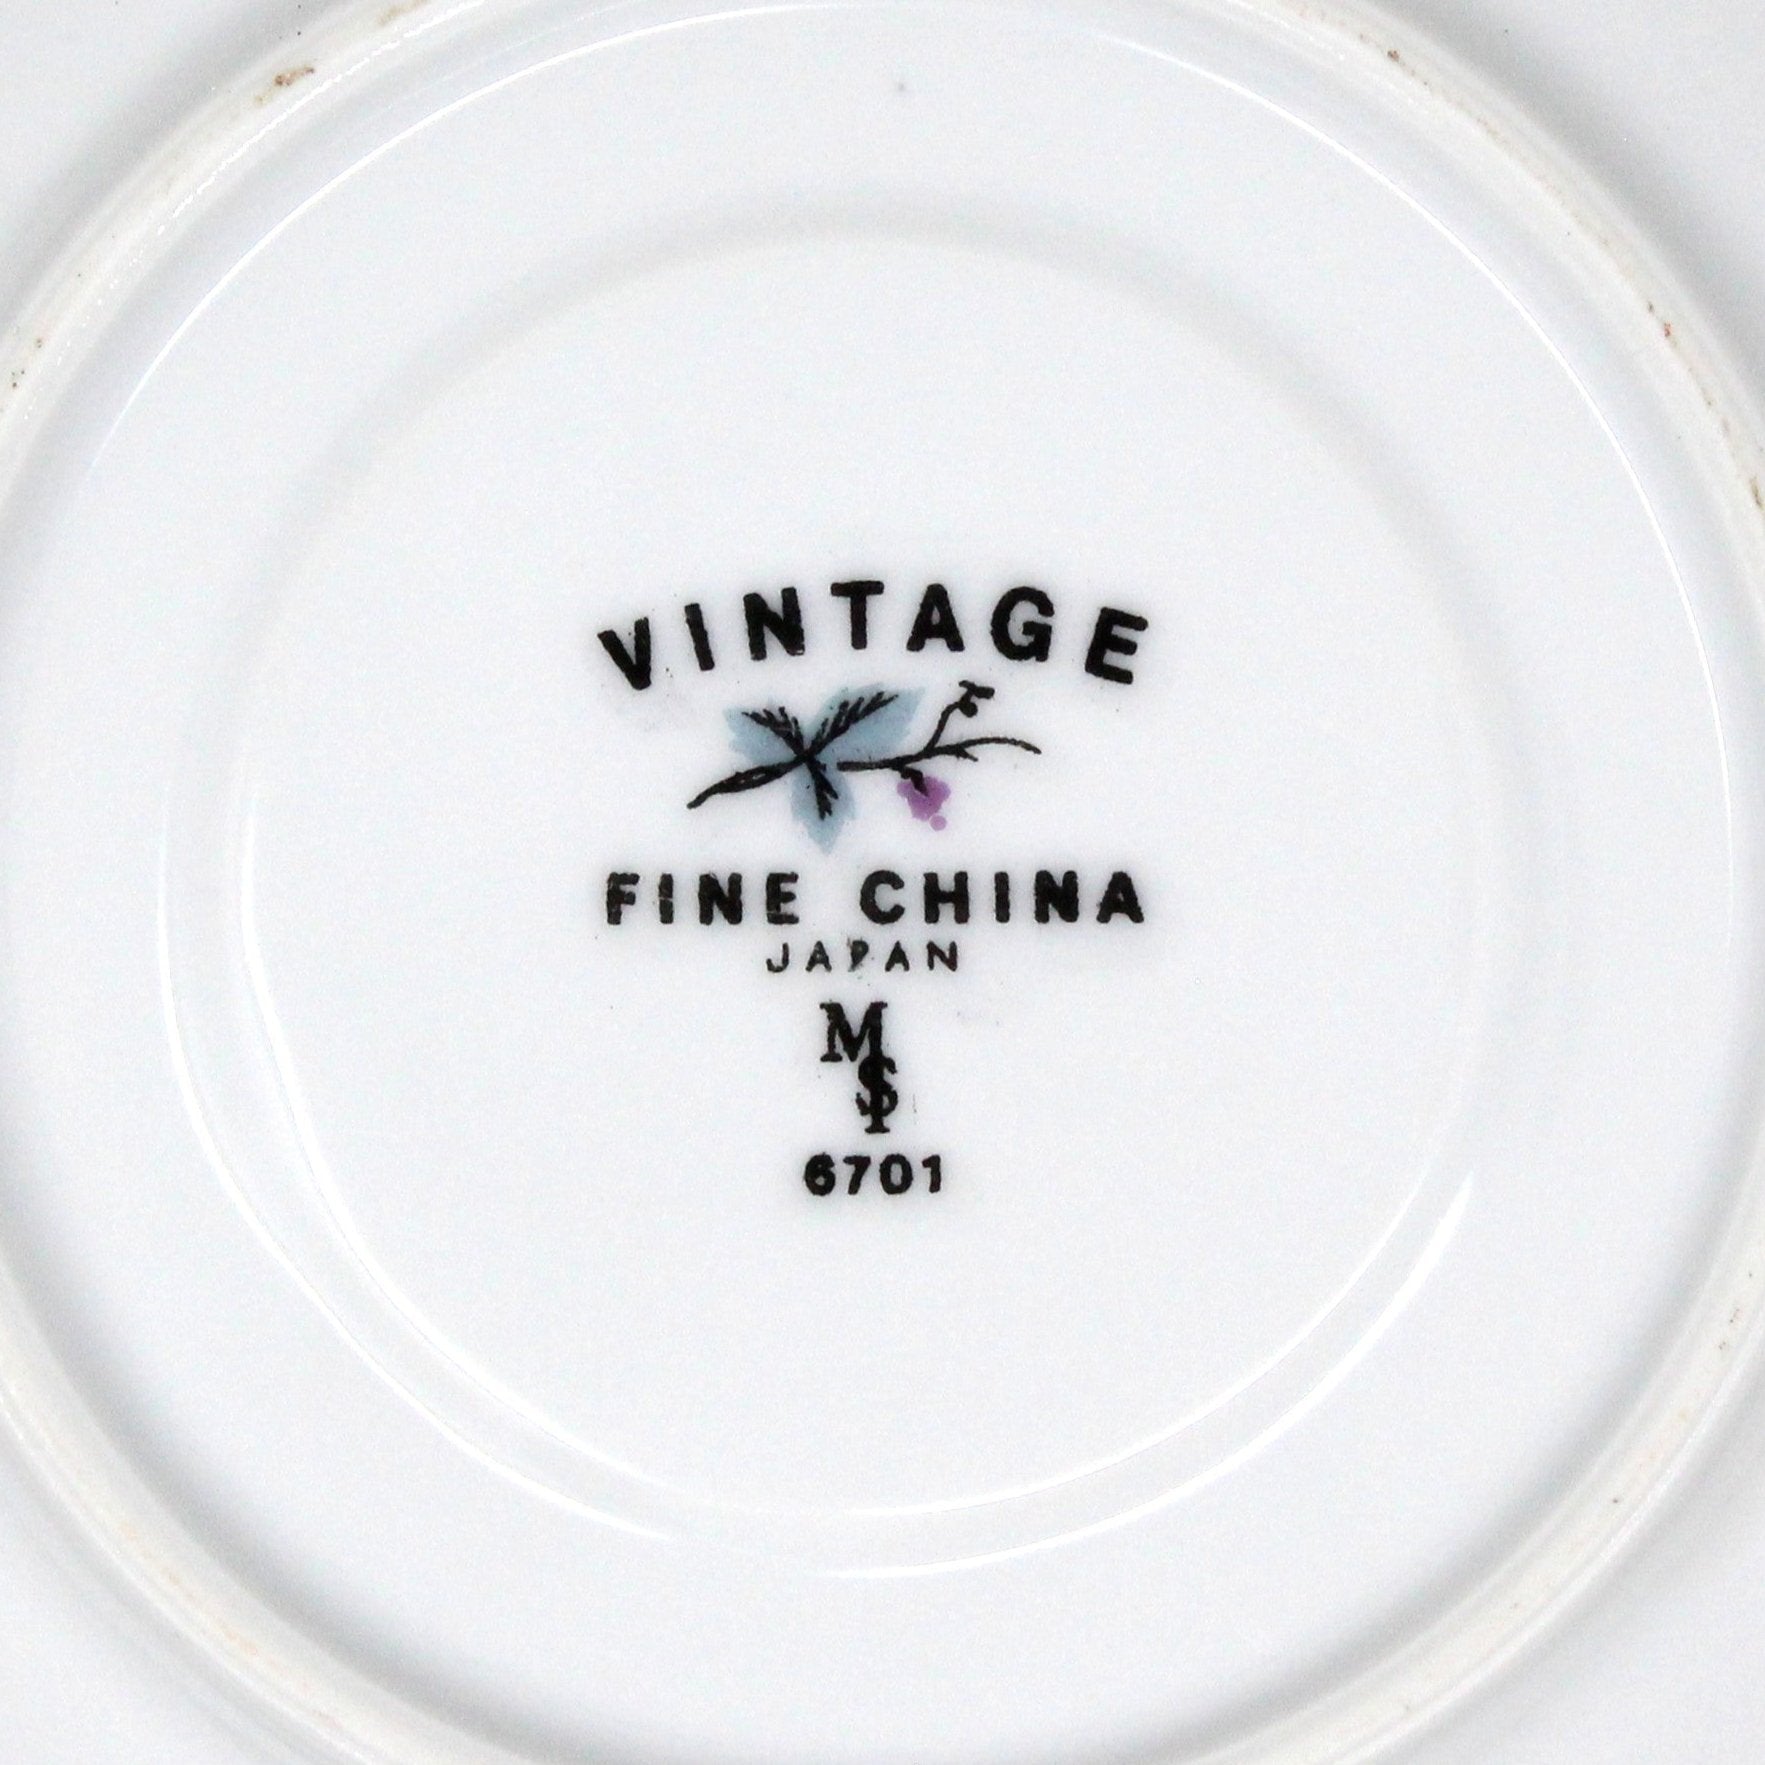 VINTAGE
FINE CHINA
JAPAN
MSI
6701